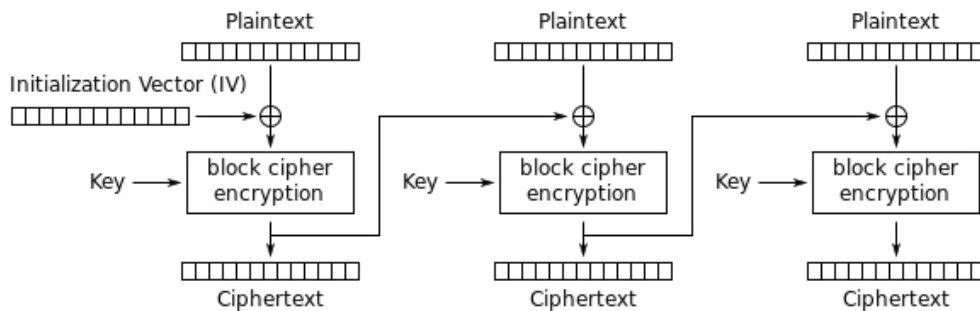 Plaintext
Plaintext
Plaintext
Initialization Vector (IV)
Key
block cipher
encryption
Key
block cipher
encryption
Key
block cipher
encryption
Ciphertext
Ciphertext
Ciphertext